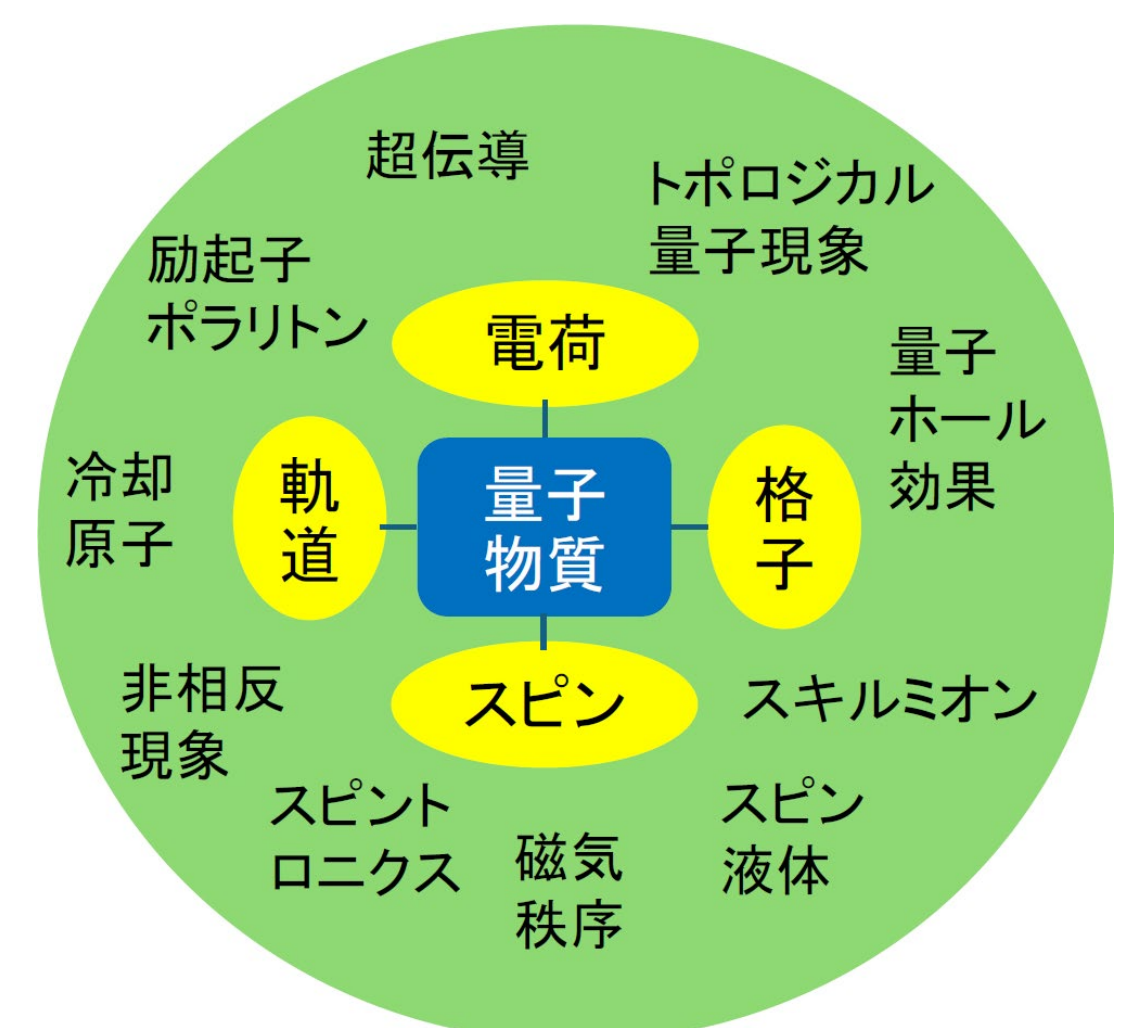 超伝導
トポロジカル
量子現象
励起子
ポラリトン
電荷
量子
ホール
効果
冷却
原子
軌
道
量子
物質
格
子
非相反
現象
スピン
スキルミオン
スピント
ロニクス
磁気
秩序
スピン
液体